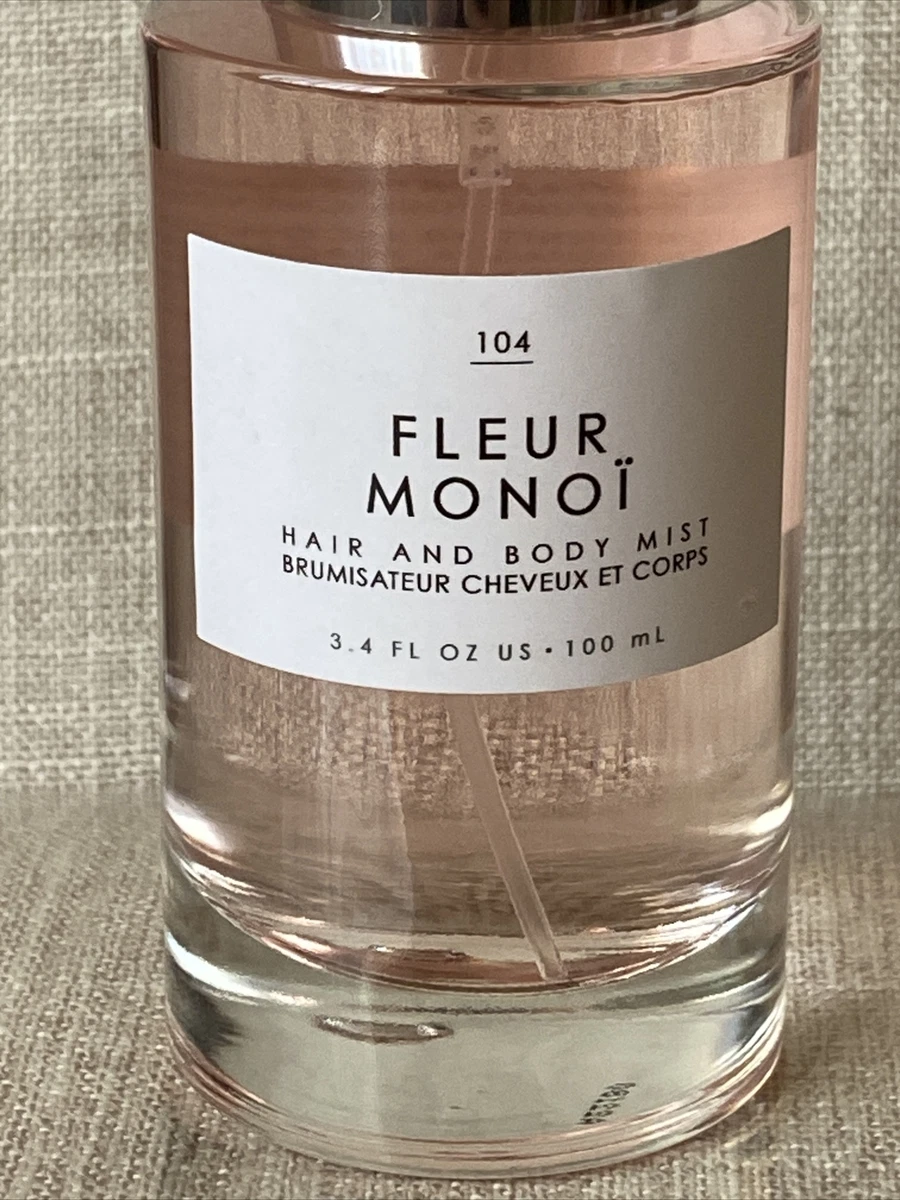 104
FLEUR
MONOÏ
HAIR AND BODY MIST
BRUMISATEUR CHEVEUX ET CORPS
3.4 FL OZ US • 100 mL